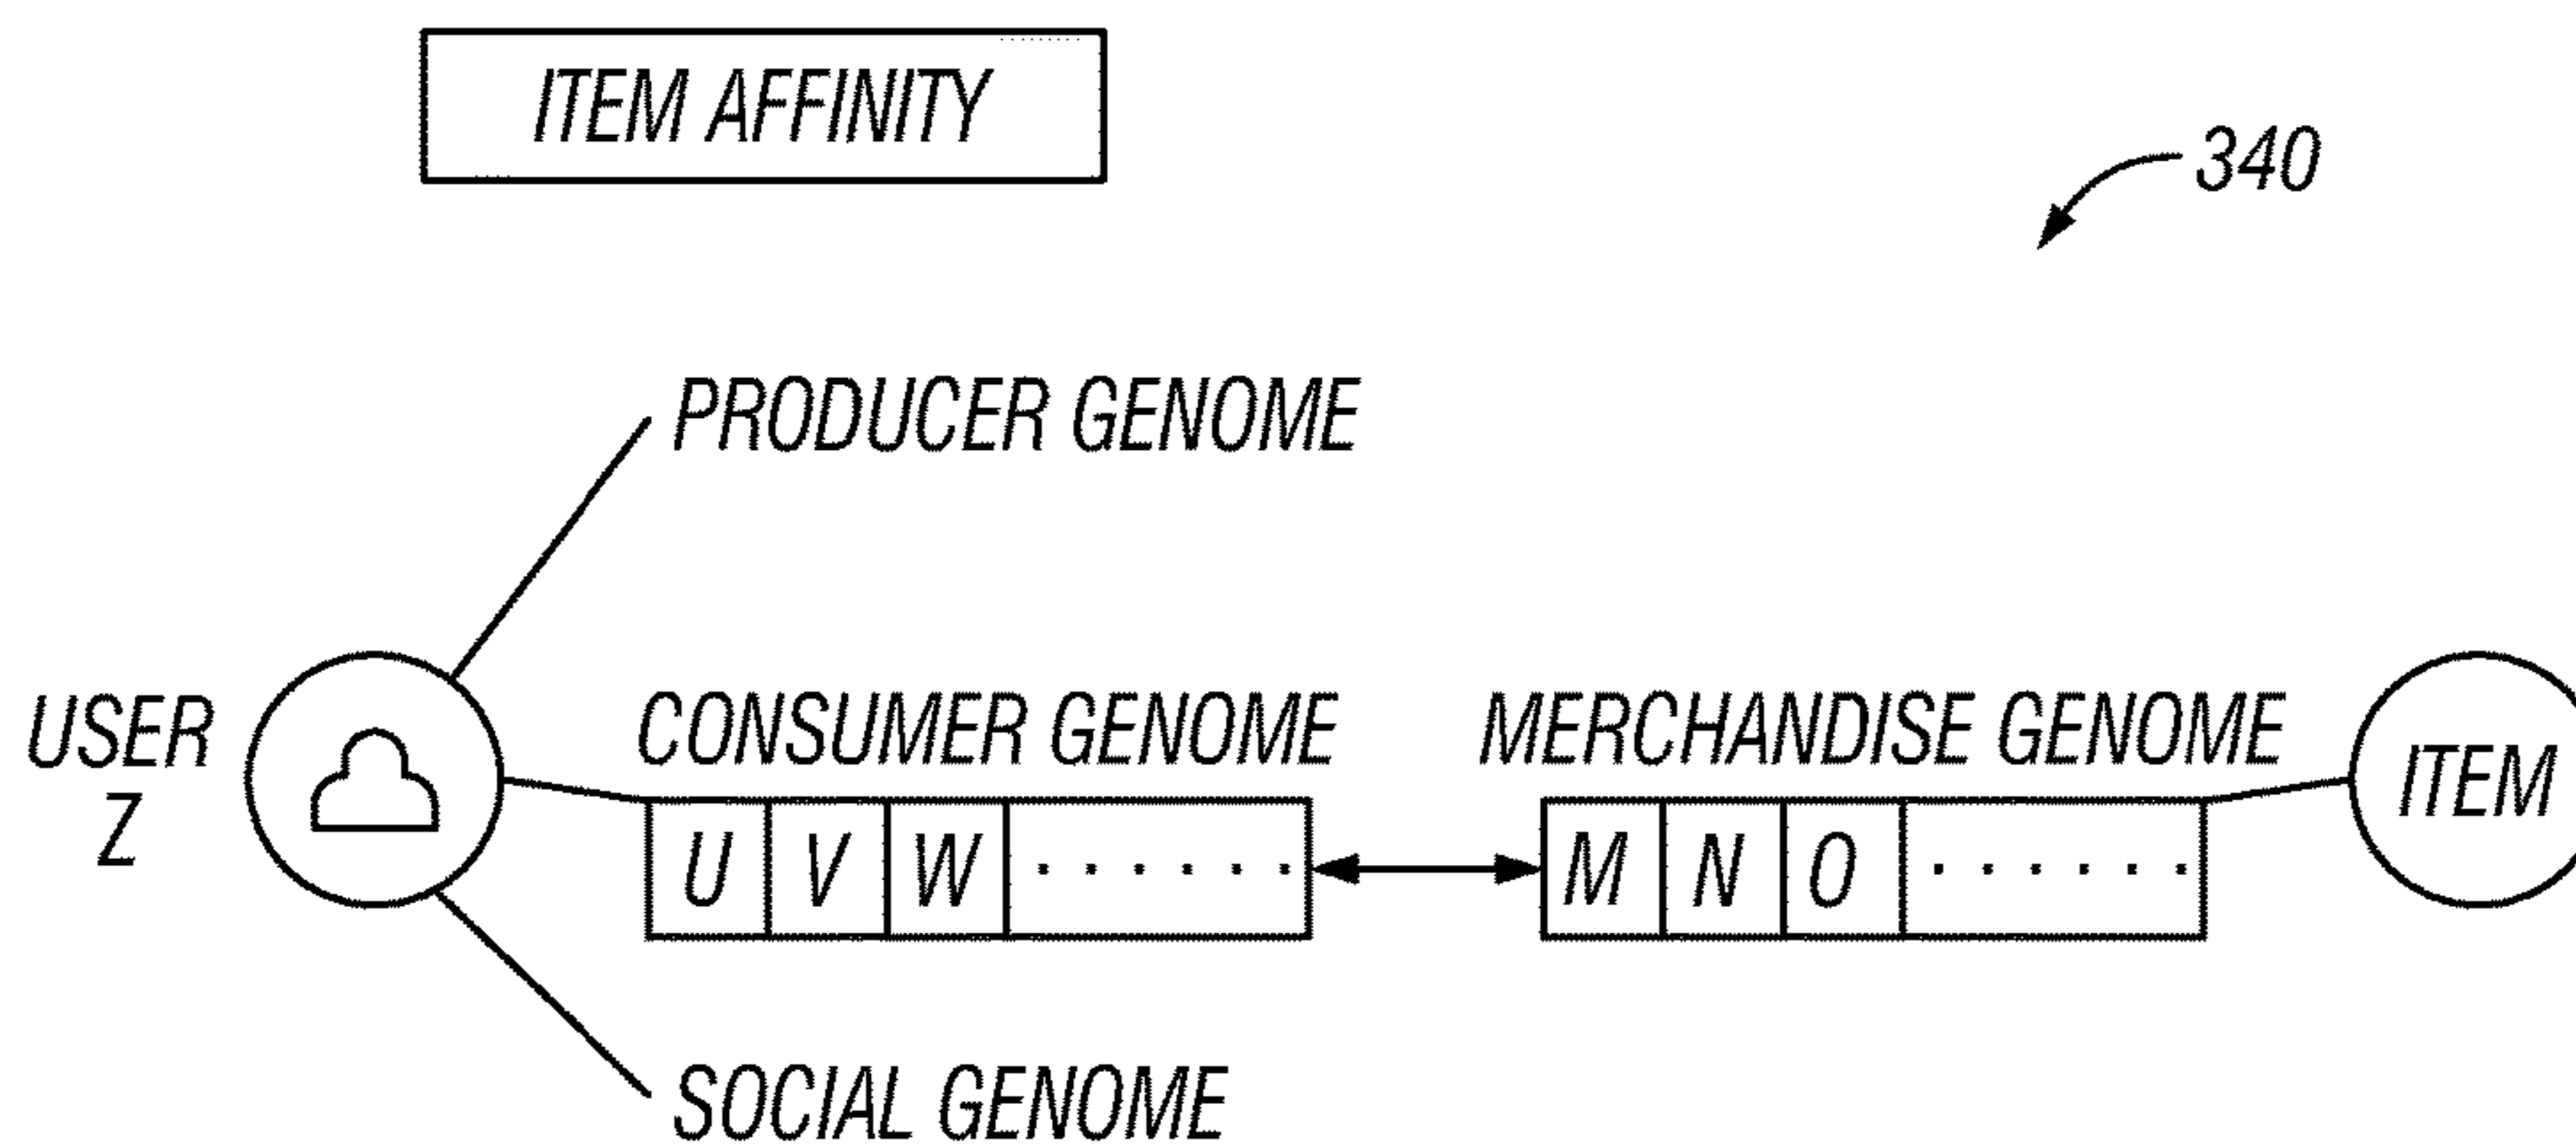 ITEM AFFINITY
340
PRODUCER GENOME
USER
Z
CONSUMER GENOME
U V W ......
MERCHANDISE GENOME
M N O ......
ITEM
SOCIAL GENOME